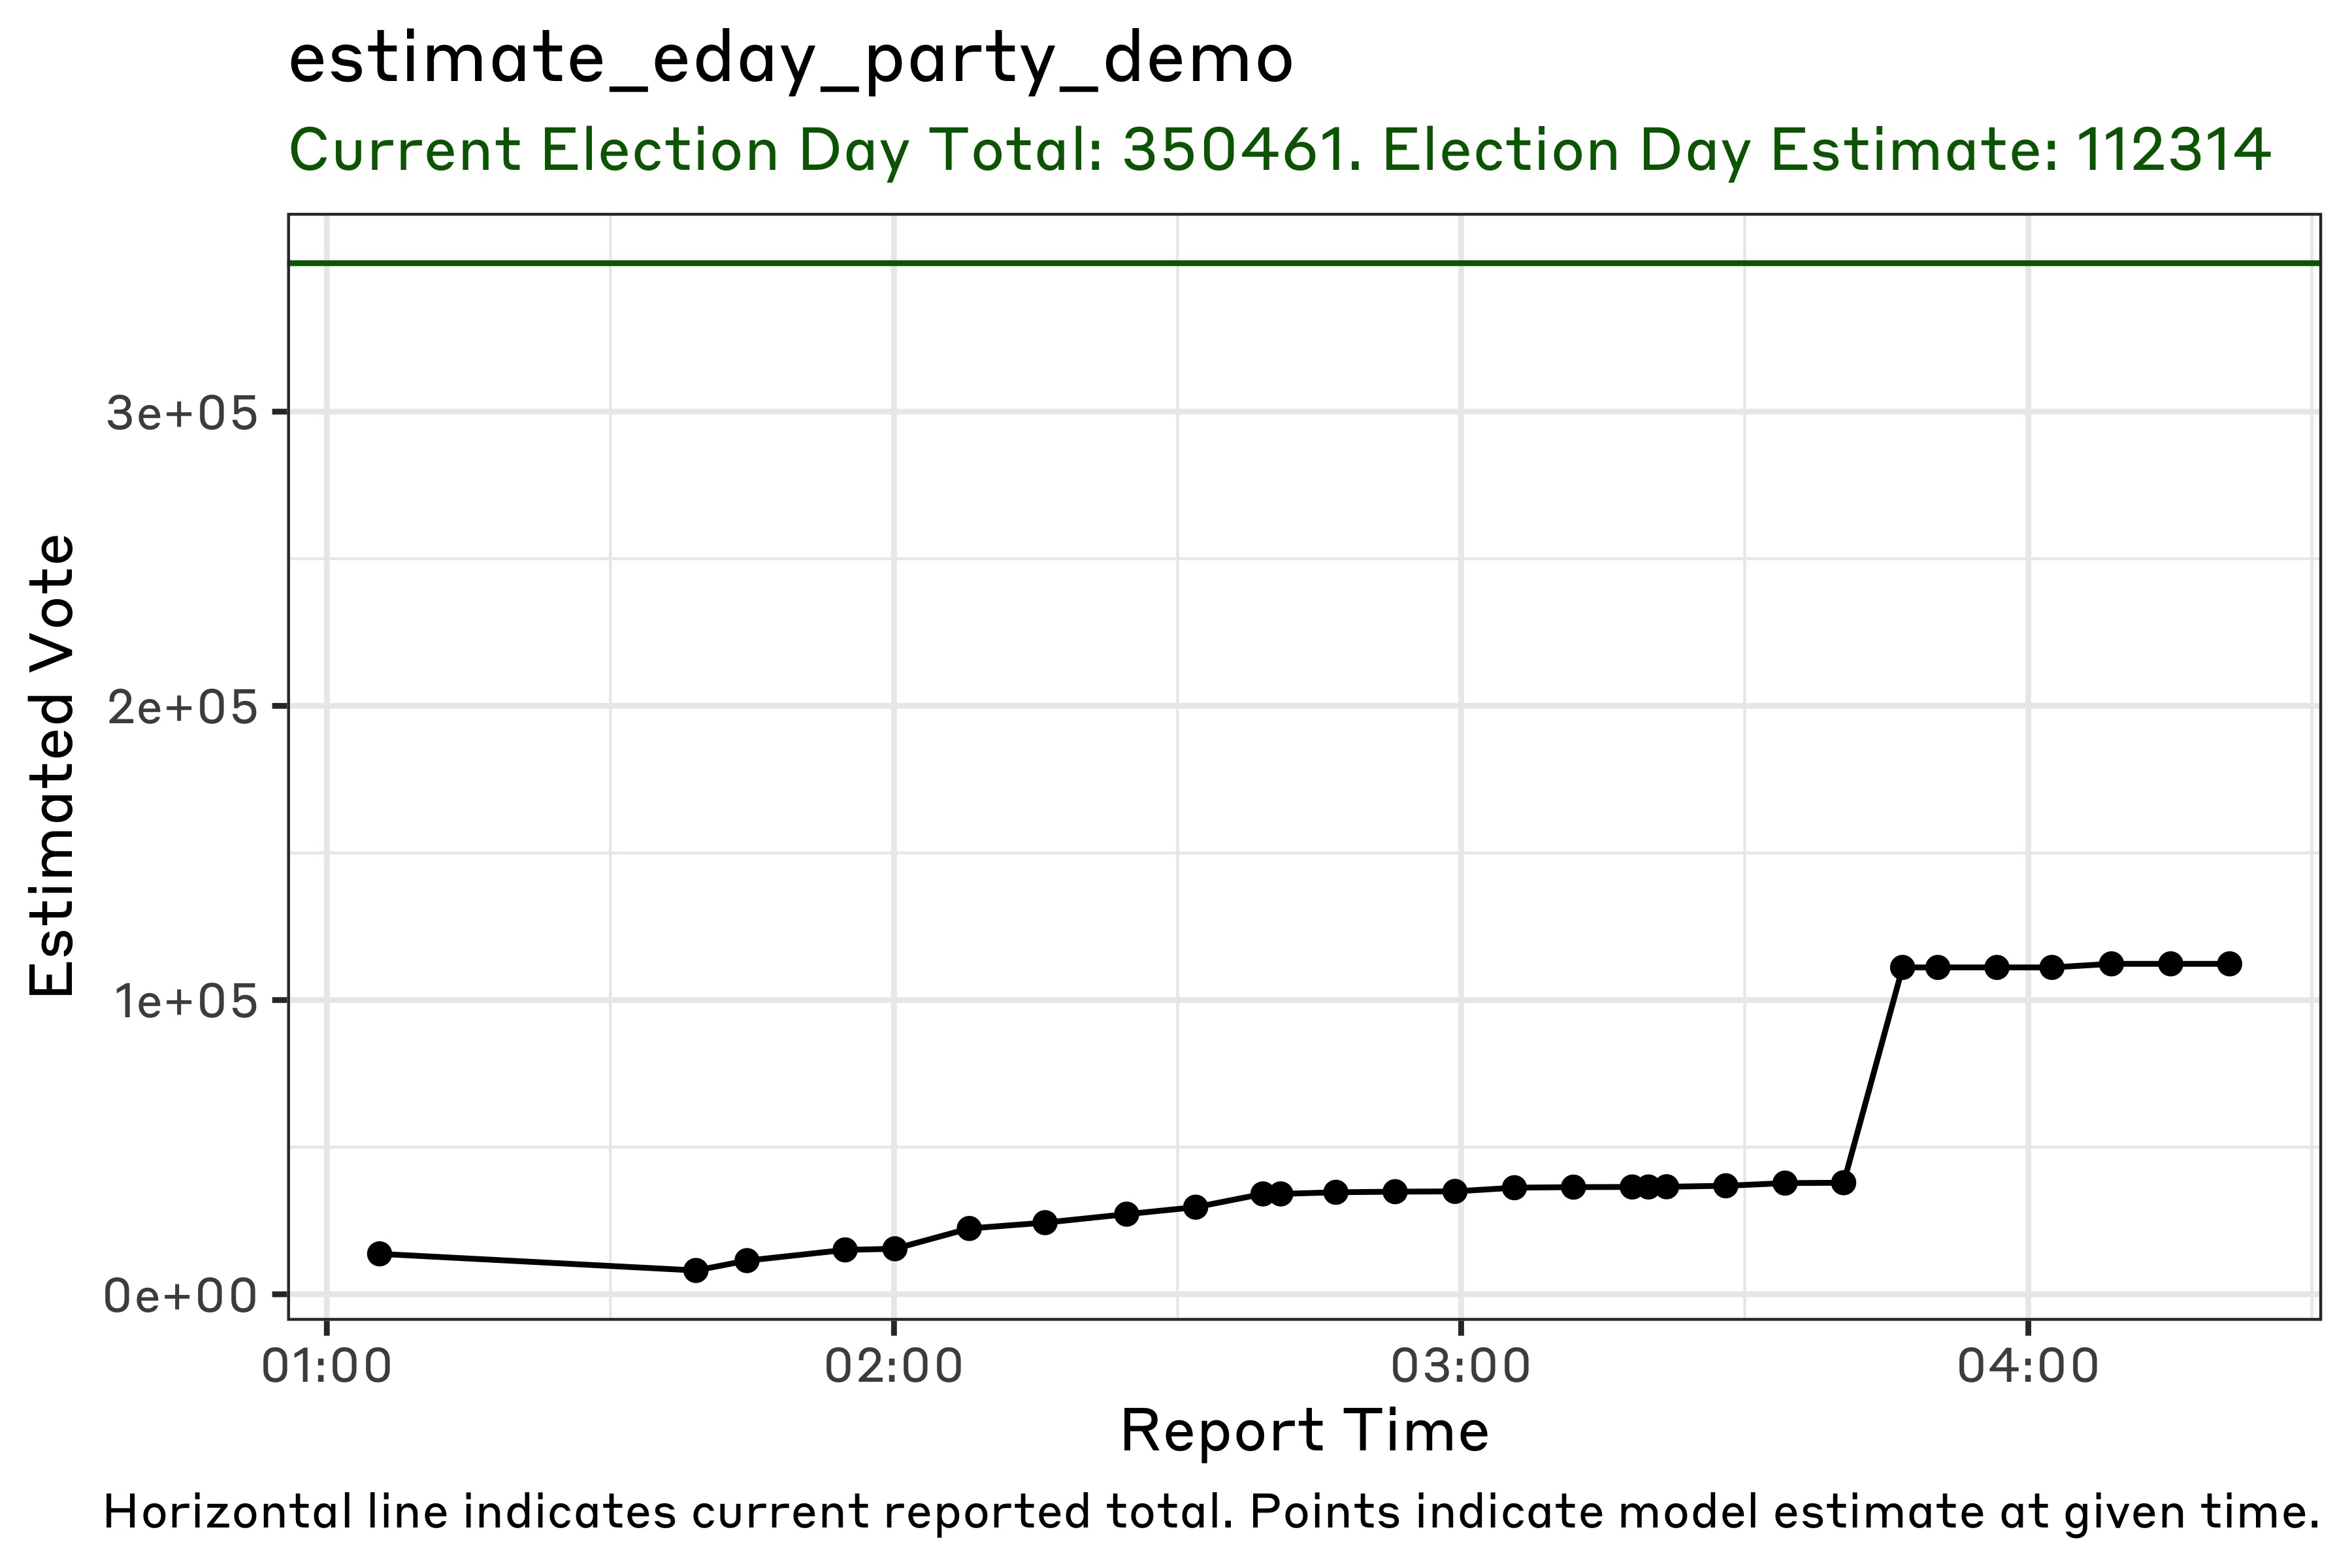 estimate_eday_party_demo
Current Election Day Total: 350461. Election Day Estimate: 112314
Estimated Vote
3e+05
2e+05
1e+05
0e+00
01:00 02:00 03:00 04:00
Report Time
Horizontal line indicates current reported total. Points indicate model estimate at given time.